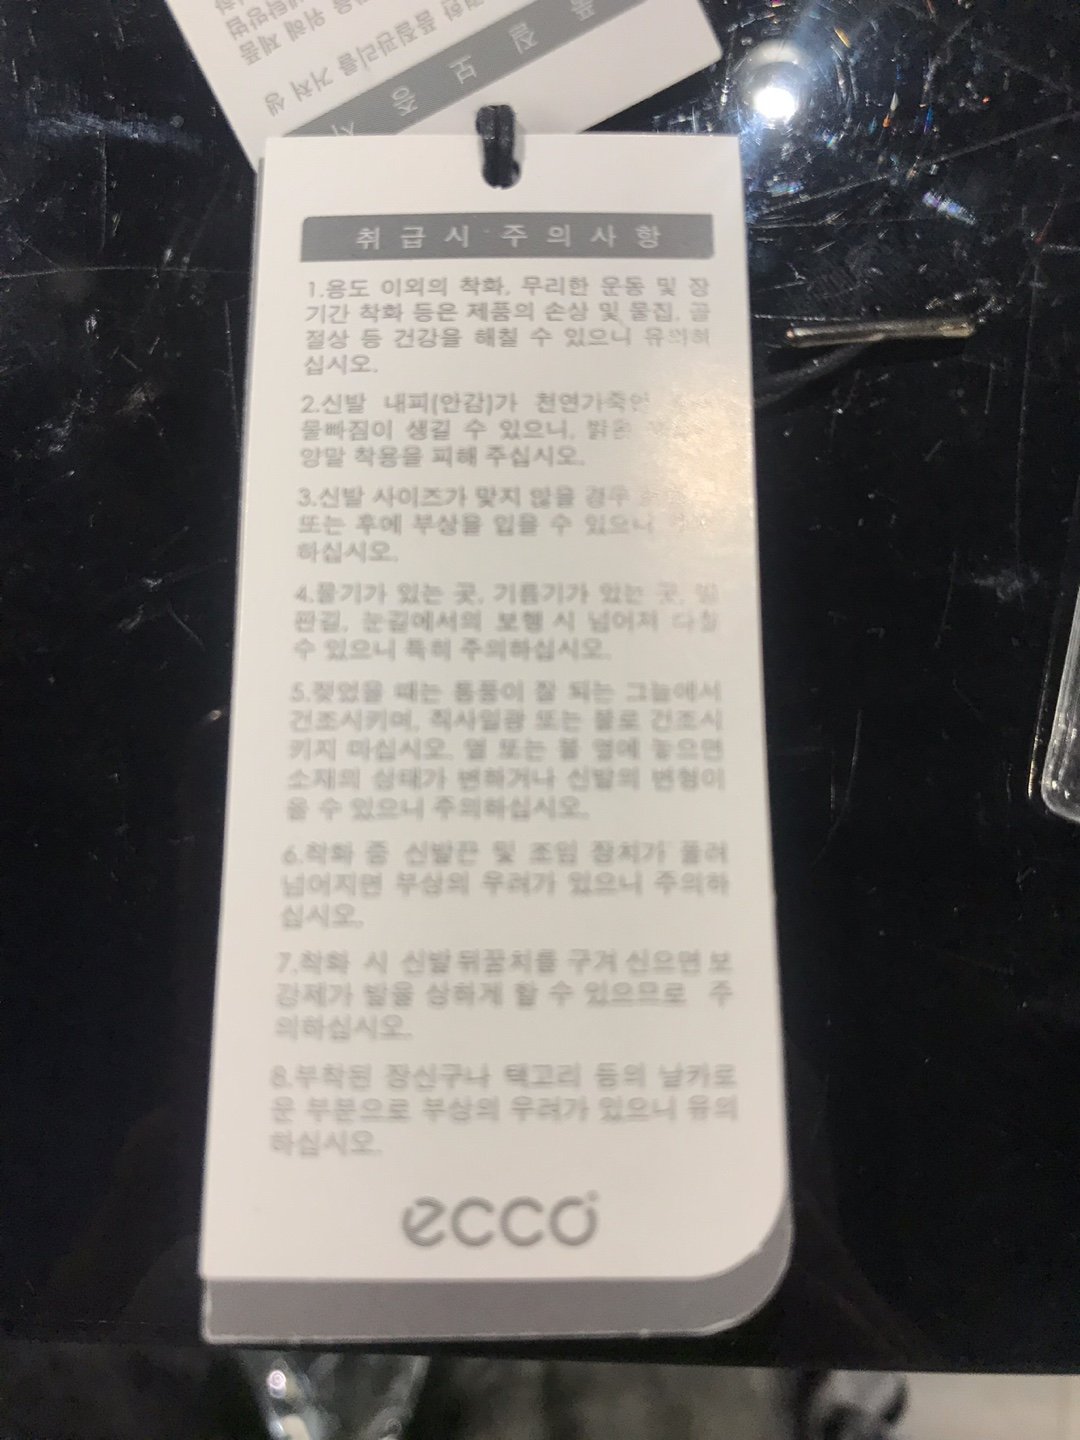 품질보증
생 거쳐
취급시 주의사항
1.용도 이외의 착화, 무리한 운동 및 장
기간 착화 등은 제품의 손상 및 물집, 골
절상 등 건강을 해칠 수 있으니 유의하
십시오.
2.신발 내피(안감)가 천연가죽인
물빠짐이 생길 수 있으니, 밝은
양말 착용을 피해 주십시오.
3.신발 사이즈가 맞지 않을 경우
또는 후에 부상을 입을 수 있으니
하십시오.
4.물기가 있는 곳, 기름기가 있는 곳, 빙
판길, 눈길에서의 보행 시 넘어져 다칠
수 있으니 특히 주의하십시오.
5.젖었을 때는 통풍이 잘 되는 그늘에서
건조시키며, 직사일광 또는 불로 건조시
키지 마십시오. 열 또는 불 옆에 놓으면
소재의 상태가 변하거나 신발의 변형이
올 수 있으니 주의하십시오.
6.착화 중 신발끈 및 조임 장치가 풀려
넘어지면 부상의 우려가 있으니 주의하
십시오.
7.착화 시 신발뒤꿈치를 구겨 신으면 보
강제가 발을 상하게 할 수 있으므로 주
의하십시오.
8.부착된 장신구나 택고리 등의 날카로
운 부분으로 부상의 우려가 있으니 유의
하십시오.
ecco